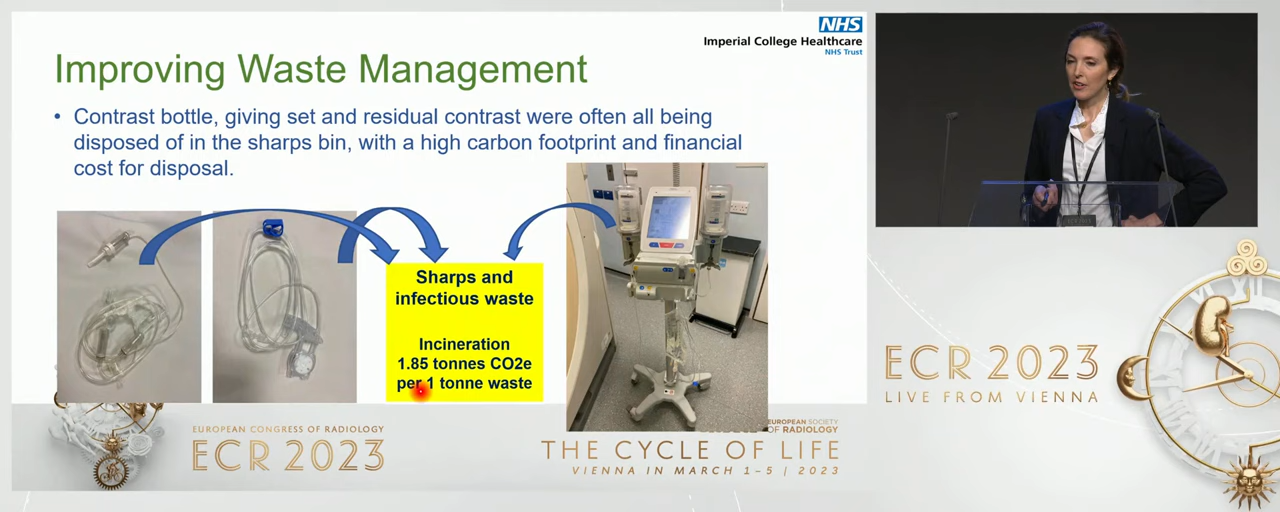 NHS
Imperial College Healthcare
NHS Trust
Improving Waste Management
• Contrast bottle, giving set and residual contrast were often all being
disposed of in the sharps bin, with a high carbon footprint and financial
cost for disposal.
Sharps and
infectious waste
Incineration
1.85 tonnes CO2e
per 1 tonne waste
EUROPEAN CONGRESS OF RADIOLOGY
ECR 2023
EUROPEAN SOCIETY
OF RADIOLOGY
THE CYCLE OF LIFE
VIENNA IN MARCH 1–5 | 2023
ECR 2023
ECR 2023
LIVE FROM VIENNA